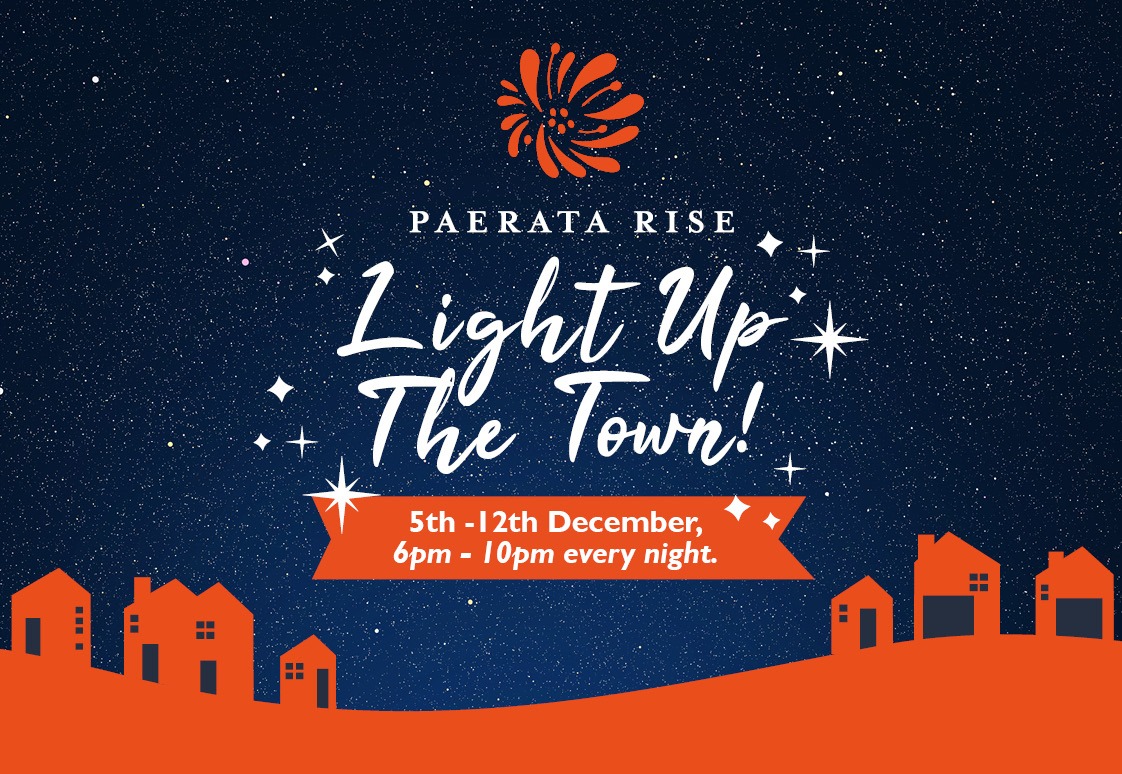 PAERATA RISE
Light Up
The Town!
5th -12th December,
6pm - 10pm every night.